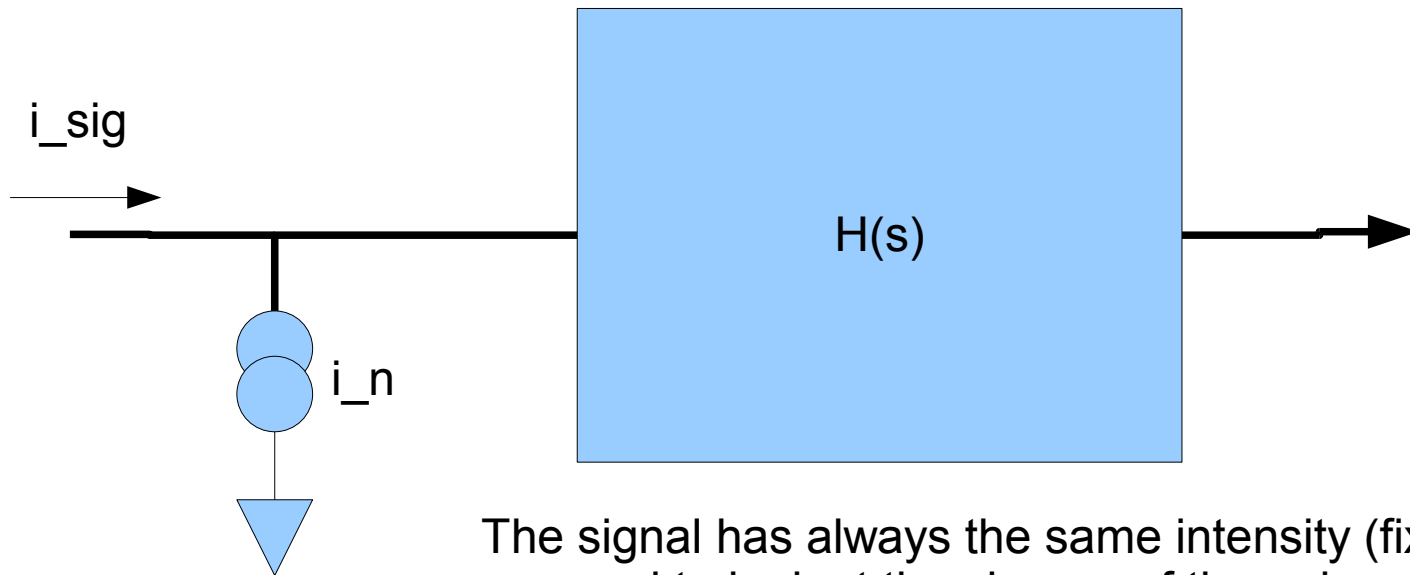 i_sig
H(s)
i_n
The signal has always the same intensity (fix